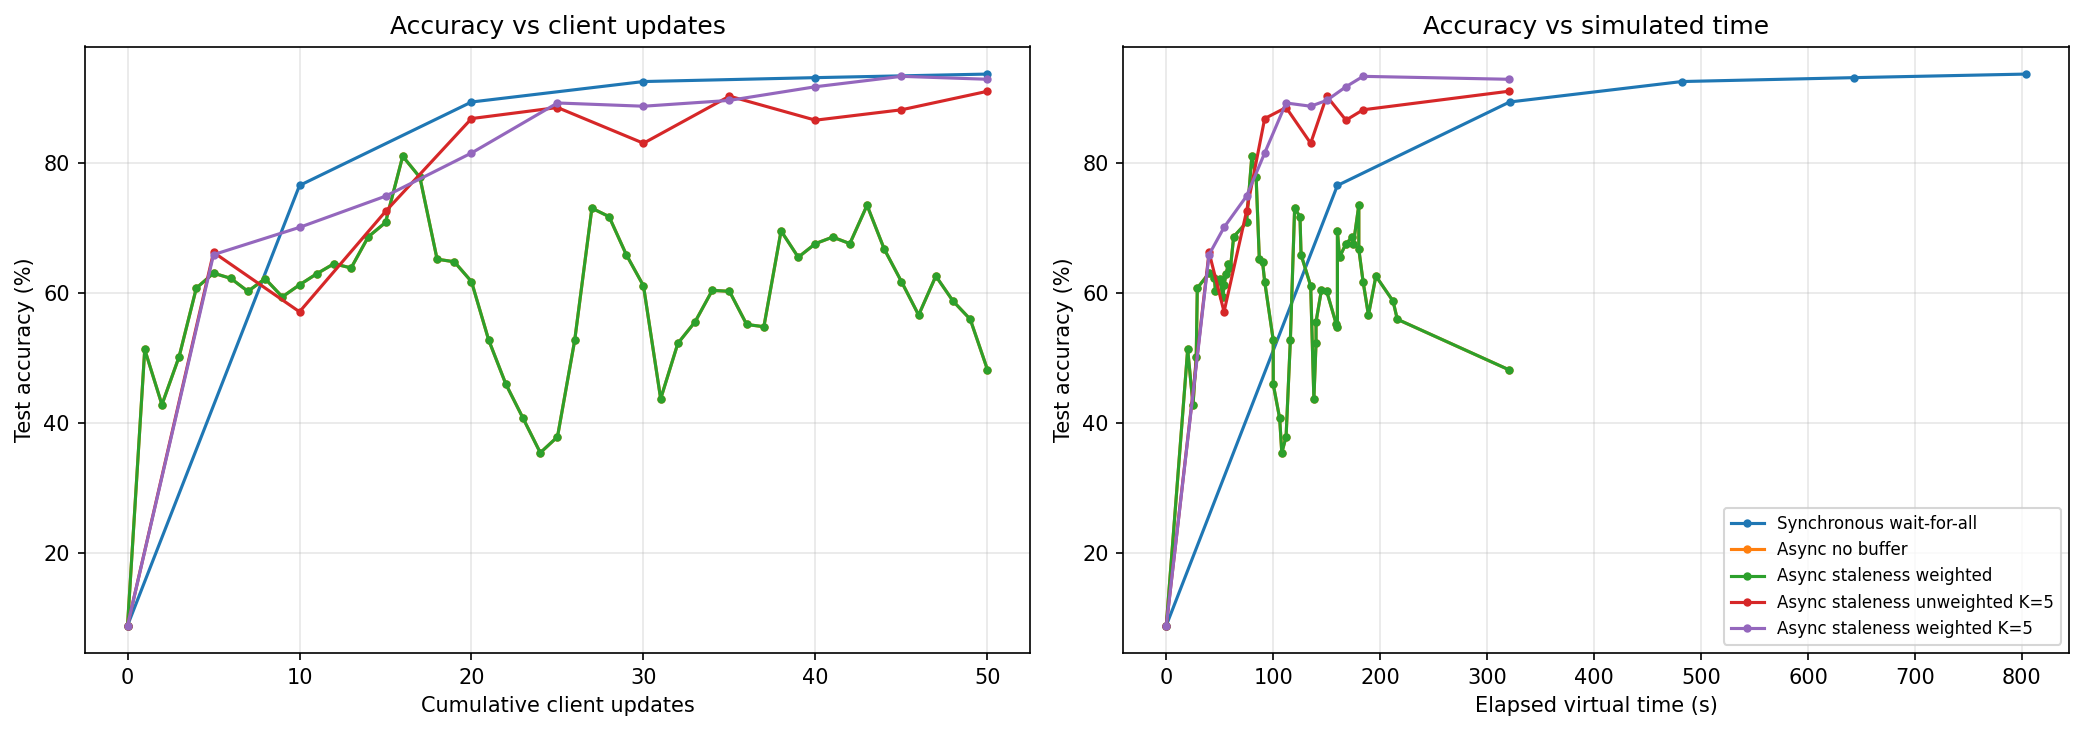 Accuracy vs client updates
Test accuracy (%)
80
60
40
20
0 10 20 30 40 50
Cumulative client updates
Accuracy vs simulated time
Test accuracy (%)
80
60
40
20
0 100 200 300 400 500 600 700 800
Elapsed virtual time (s)
Synchronous wait-for-all
Async no buffer
Async staleness weighted
Async staleness unweighted K=5
Async staleness weighted K=5